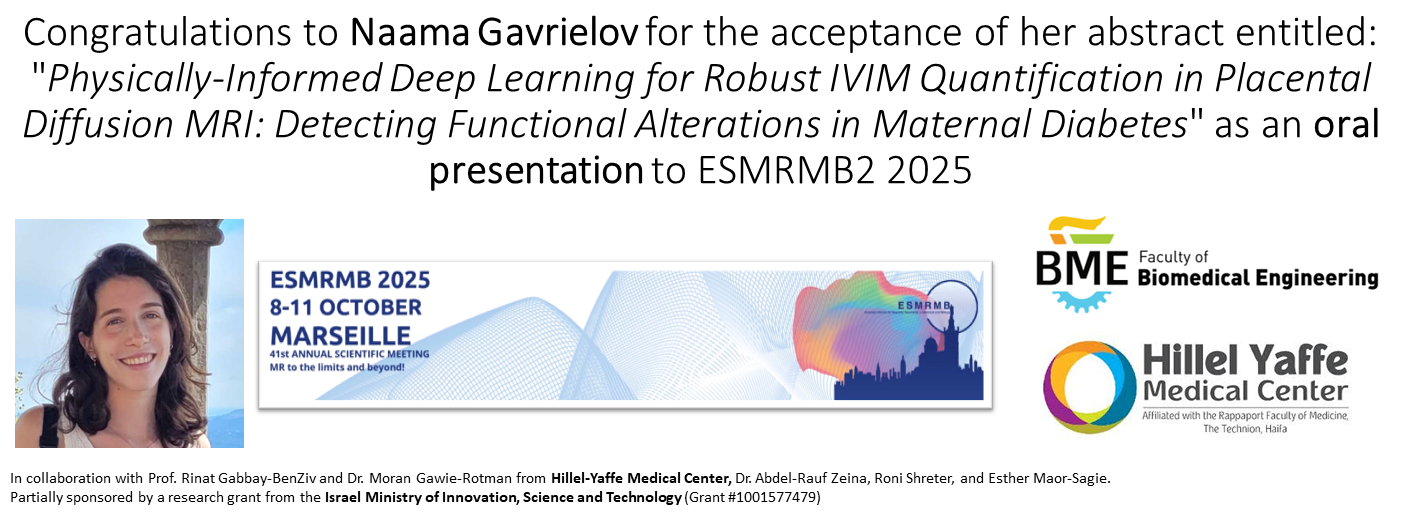 Congratulations to Naama Gavrielov for the acceptance of her abstract entitled:
"Physically-Informed Deep Learning for Robust IVIM Quantification in Placental
Diffusion MRI: Detecting Functional Alterations in Maternal Diabetes" as an oral
presentation to ESMRMB2 2025
ESMRMB 2025
8-11 OCTOBER
MARSEILLE
41st ANNUAL SCIENTIFIC MEETING
MR to the limits and beyond!
ESMRMB
BME Faculty of
Biomedical Engineering
Hillel Yaffe
Medical Center
Affiliated with the Rappaport Faculty of Medicine,
The Technion, Haifa
In collaboration with Prof. Rinat Gabbay-BenZiv and Dr. Moran Gawie-Rotman from Hillel-Yaffe Medical Center, Dr. Abdel-Rauf Zeina, Roni Shreter, and Esther Maor-Sagie.
Partially sponsored by a research grant from the Israel Ministry of Innovation, Science and Technology (Grant #1001577479)